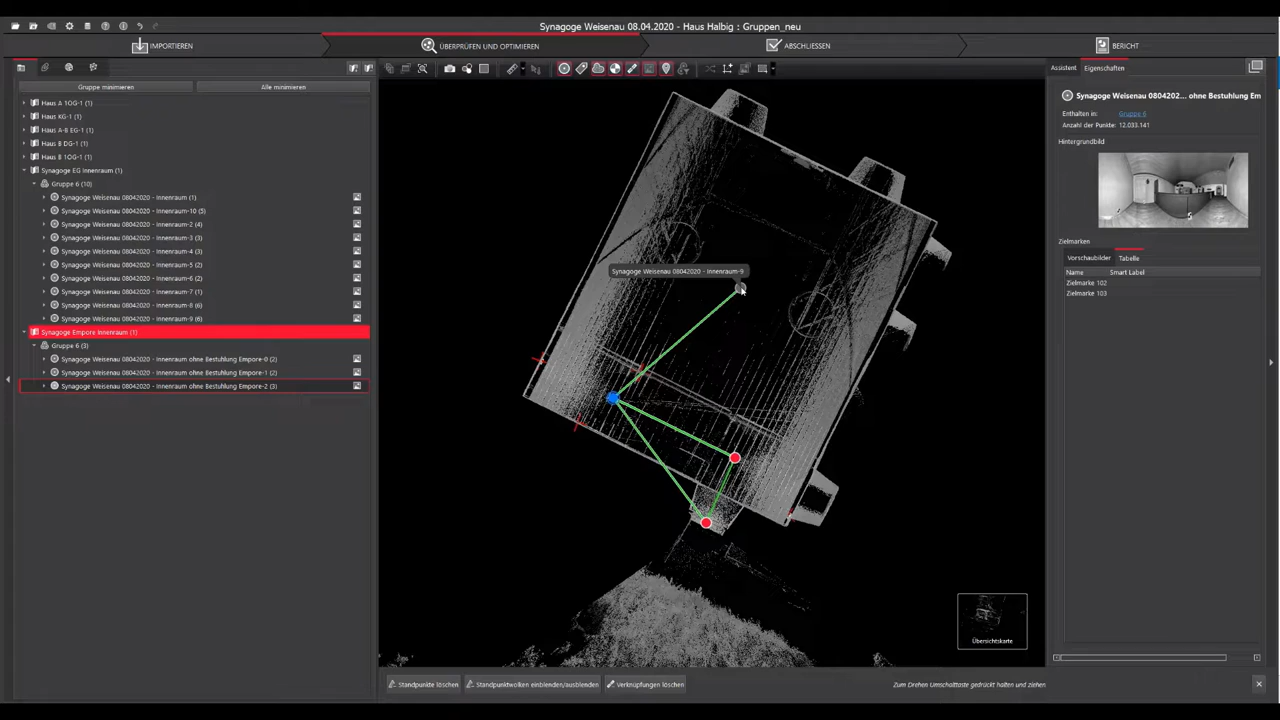 Synagoge Weisenau 08.04.2020 - Haus Halbig : Gruppen_neu
IMPORTIEREN
ÜBERPRÜFEN UND OPTIMIEREN
ABSCHLIESSEN
BERICHT
Gruppe minimieren
Alle minimieren
Haus A 1OG-1 (1)
Haus KG-1 (1)
Haus A-B EG-1 (1)
Haus B DG-1 (1)
Haus B 1OG-1 (1)
Synagoge EG Innenraum (1)
Gruppe 6 (10)
Synagoge Weisenau 08042020 - Innenraum (1)
Synagoge Weisenau 08042020 - Innenraum-10 (5)
Synagoge Weisenau 08042020 - Innenraum-2 (4)
Synagoge Weisenau 08042020 - Innenraum-3 (3)
Synagoge Weisenau 08042020 - Innenraum-4 (3)
Synagoge Weisenau 08042020 - Innenraum-5 (2)
Synagoge Weisenau 08042020 - Innenraum-6 (2)
Synagoge Weisenau 08042020 - Innenraum-7 (1)
Synagoge Weisenau 08042020 - Innenraum-8 (6)
Synagoge Weisenau 08042020 - Innenraum-9 (6)
Synagoge Empore Innenraum (1)
Gruppe 6 (3)
Synagoge Weisenau 08042020 - Innenraum ohne Bestuhlung Empore-0 (2)
Synagoge Weisenau 08042020 - Innenraum ohne Bestuhlung Empore-1 (2)
Synagoge Weisenau 08042020 - Innenraum ohne Bestuhlung Empore-2 (3)
Synagoge Weisenau 08042020 - Innenraum-9
Übersichtskarte
Assistent
Eigenschaften
Synagoge Weisenau 0804202... ohne Bestuhlung Em
Enthalten in:
Gruppe 6
Anzahl der Punkte: 12.033.141
Hintergrundbild
Zielmarken
Vorschaubilder
Tabelle
Name
Smart Label
Zielmarke 102
Zielmarke 103
Standpunkte löschen
Standpunktwolken einblenden/ausblenden
Verknüpfungen löschen
Zum Drehen Umschalttaste gedrückt halten und ziehen